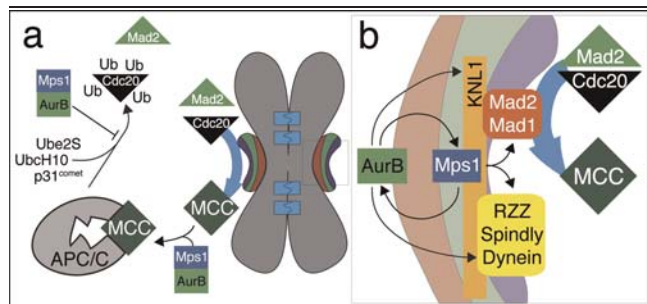 a
Mad2
Ub
Ub Ub
Cdc20
Ub Ub
Mps1
AurB
Ube2S
UbcH10
p31comet
MCC
APC/C
Mad2
Cdc20
MCC
Mps1
AurB
b
KNL1
Mad2
Cdc20
Mad2
Mad1
AurB
Mps1
MCC
RZZ
Spindly
Dynein